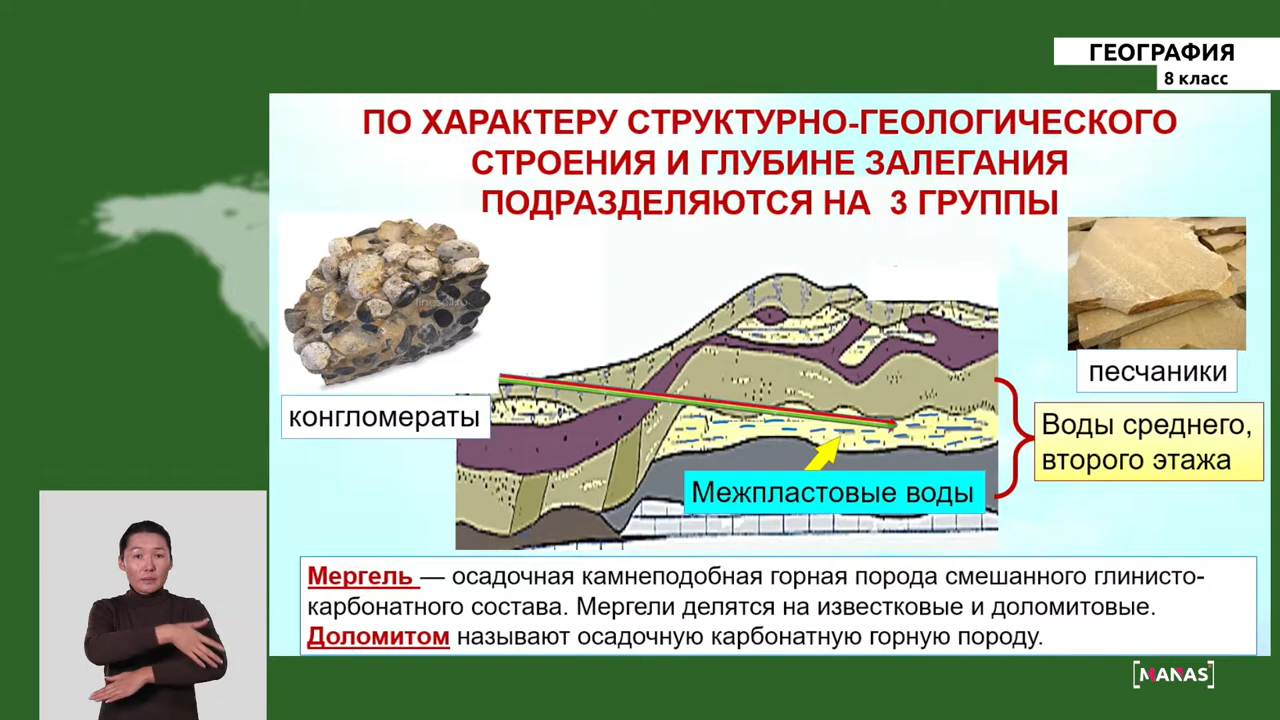 ГЕОГРАФИЯ
8 класс
ПО ХАРАКТЕРУ СТРУКТУРНО-ГЕОЛОГИЧЕСКОГО
СТРОЕНИЯ И ГЛУБИНЕ ЗАЛЕГАНИЯ
ПОДРАЗДЕЛЯЮТСЯ НА 3 ГРУППЫ
конгломераты
песчаники
Воды среднего,
второго этажа
Межпластовые воды
Мергель — осадочная камнеподобная горная порода смешанного глинисто-
карбонатного состава. Мергели делятся на известковые и доломитовые.
Доломитом называют осадочную карбонатную горную породу.
[MANAS]